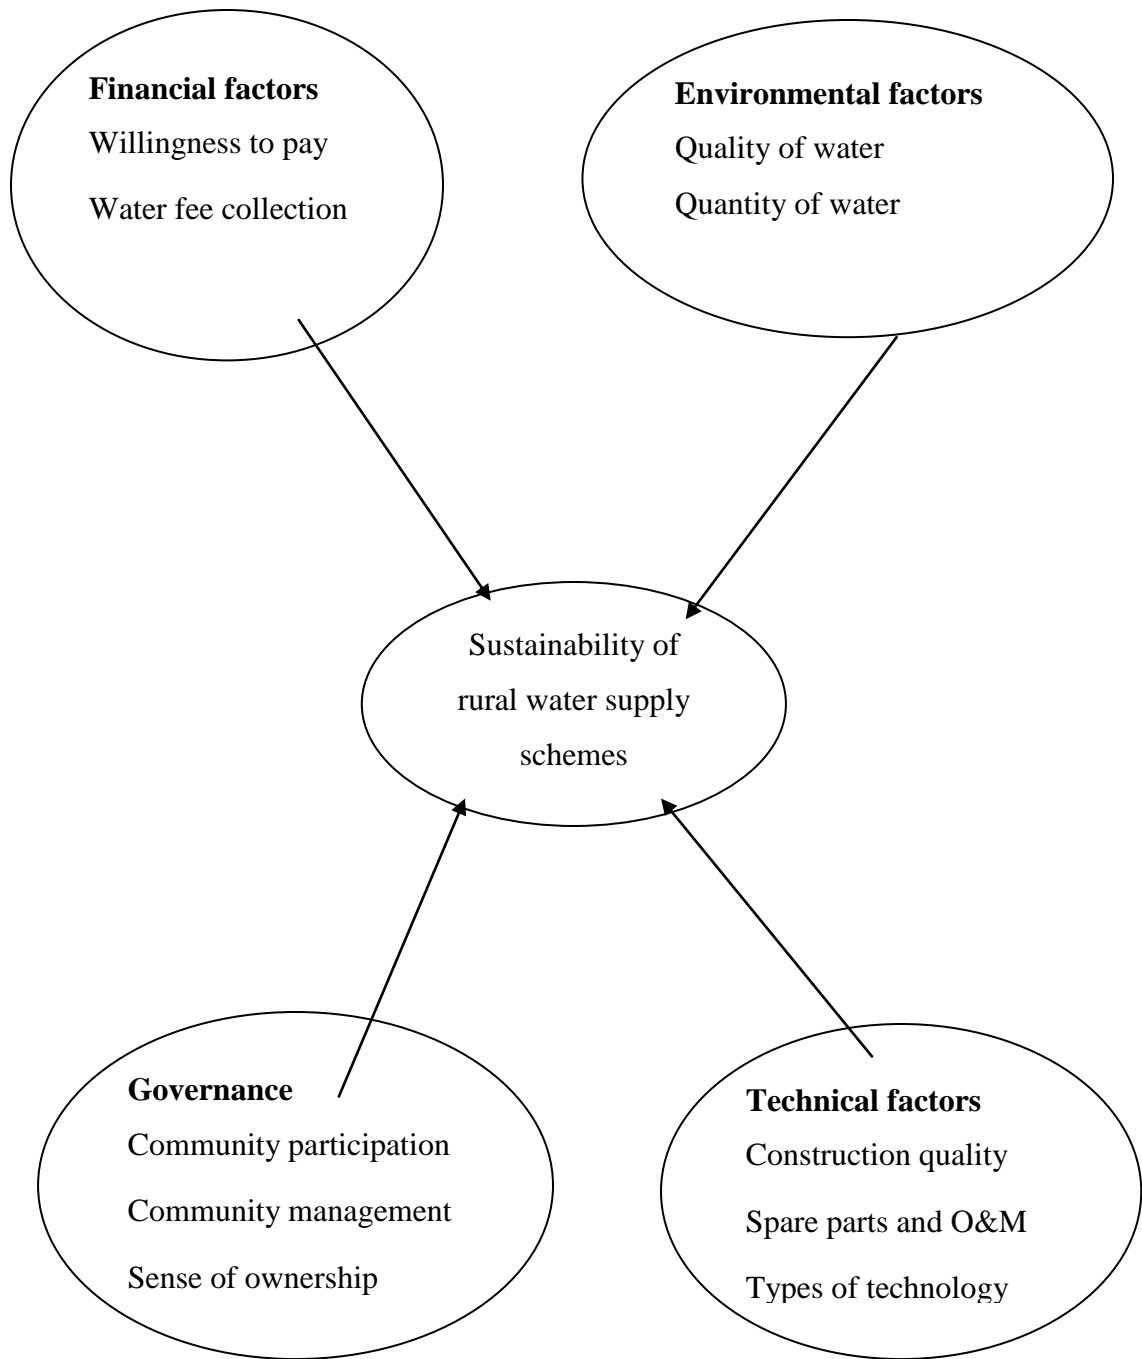 Financial factors
Willingness to pay
Water fee collection
Environmental factors
Quality of water
Quantity of water
Sustainability of
rural water supply
schemes
Governance
Community participation
Community management
Sense of ownership
Technical factors
Construction quality
Spare parts and O&M
Types of technology